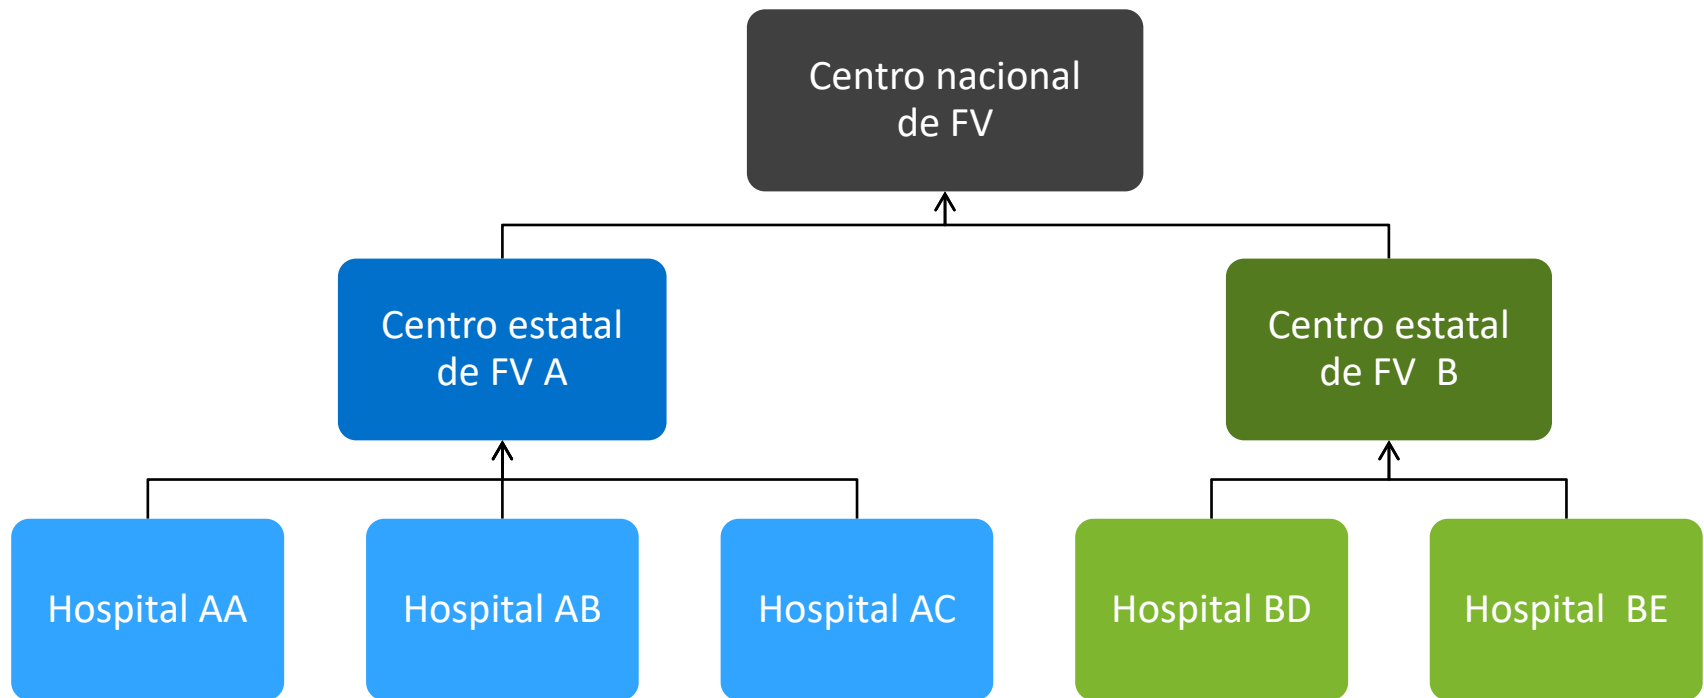 Centro nacional
de FV
Centro estatal
de FV A
Centro estatal
de FV  B
Hospital AA
Hospital AB
Hospital AC
Hospital BD
Hospital  BE